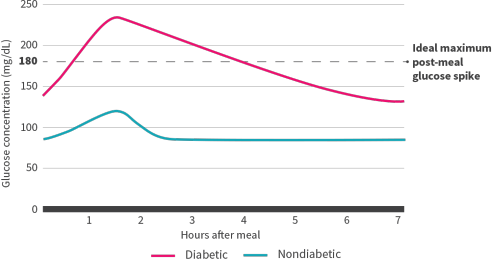 250
200
180
150
100
50
0
Glucose concentration (mg/dL)
Ideal maximum
post-meal
glucose spike
1 2 3 4 5 6 7
Hours after meal
Diabetic Nondiabetic